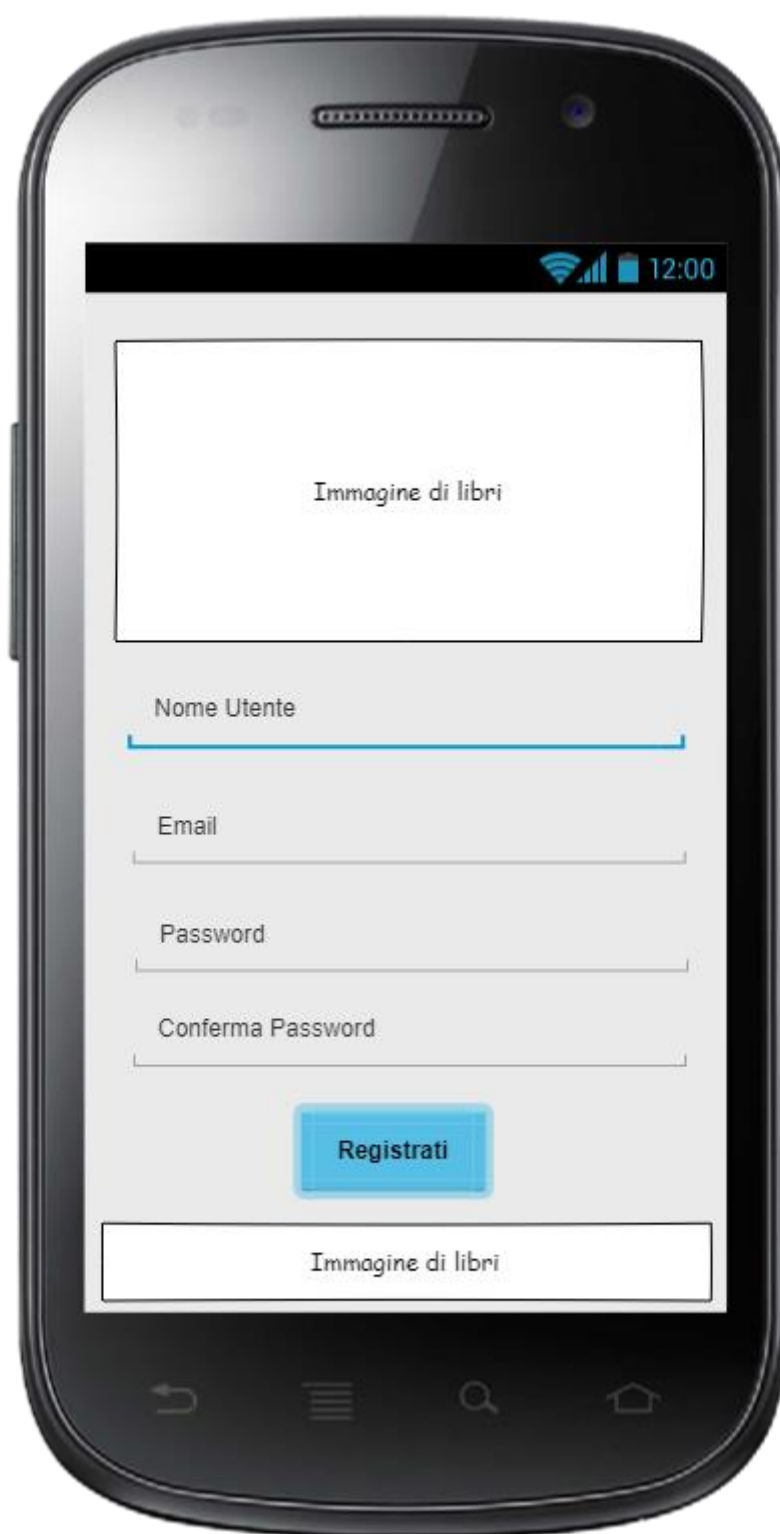 12:00
Immagine di libri
Nome Utente
Email
Password
Conferma Password
Registrati
Immagine di libri